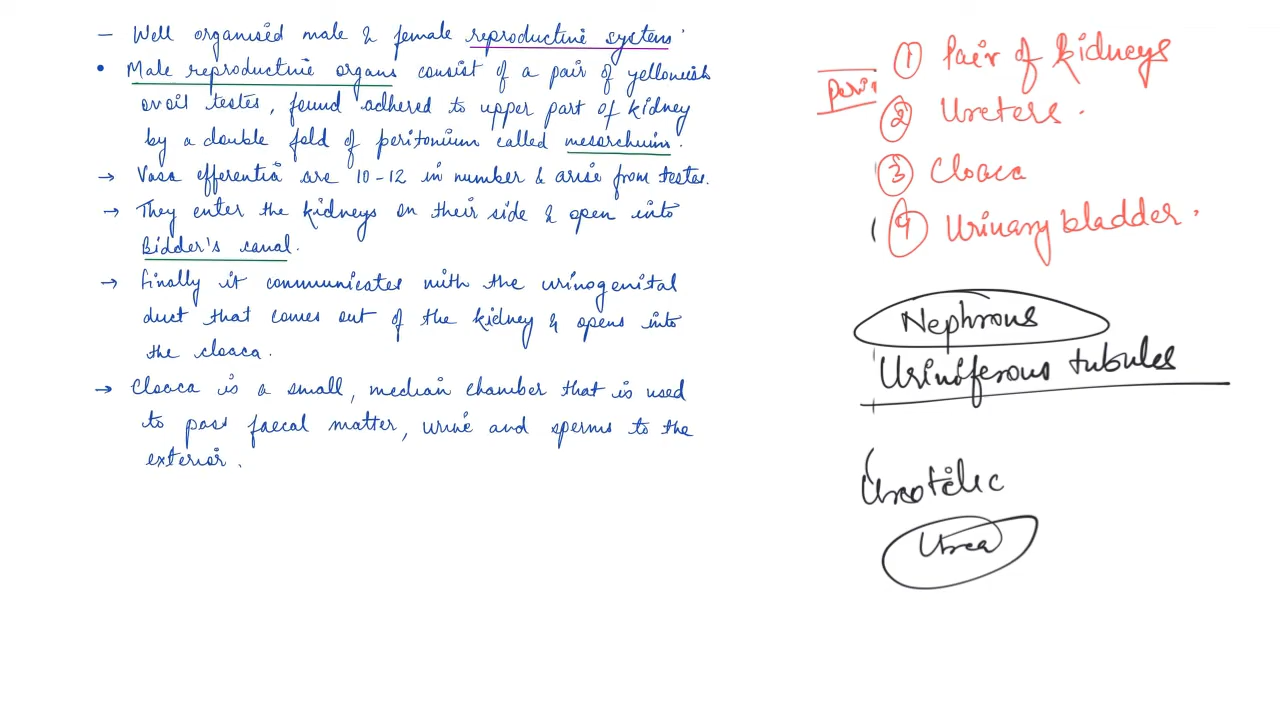 – Well organised male & female reproductive systems.
• Male reproductive organs consist of a pair of yellowish
ovoid testes, found adhered to upper part of kidney
by a double fold of peritonium called mesorchium.
→ Vasa efferentia are 10-12 in number & arise from testes.
→ They enter the kidneys on their side & open into
Bidder's canal.
→ Finally it communicates with the urinogenital
duct that comes out of the kidney & opens into
the cloaca.
→ Cloaca is a small, median chamber that is used
to pass faecal matter, urine and sperms to the
exterior.
① Pair of kidneys
② Ureters.
③ Cloaca
④ Urinary bladder.
Nephrons
Uriniferous tubules
Ureotelic
Urea